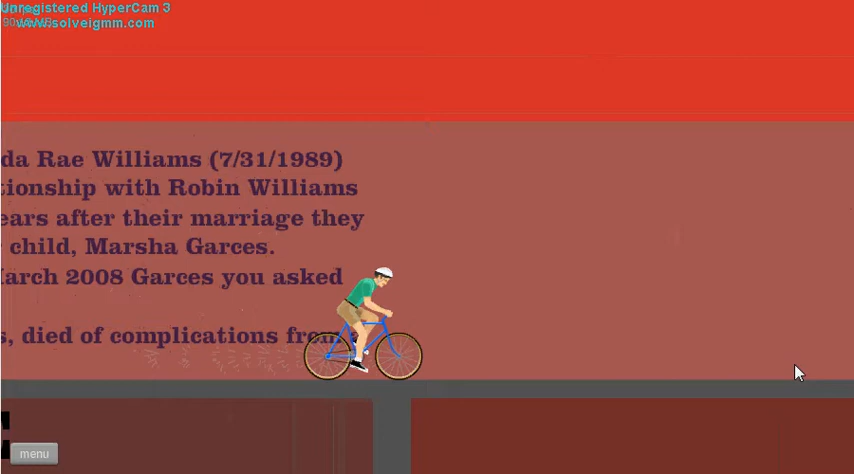 Unregistered HyperCam 3
www.solveigmm.com
da Rae Williams (7/31/1989)
tionship with Robin Williams
ears after their marriage they
child, Marsha Garces.
March 2008 Garces you asked
s, died of complications from
menu